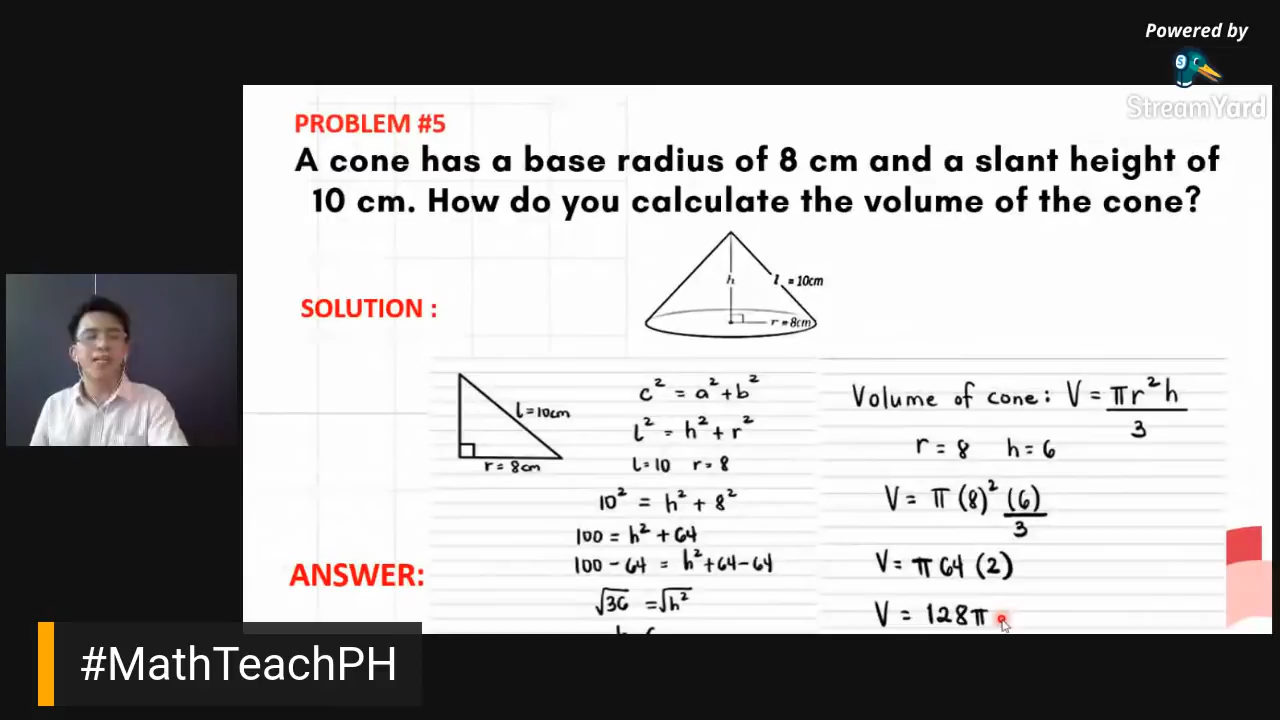 Powered by
StreamYard
PROBLEM #5
A cone has a base radius of 8 cm and a slant height of
10 cm. How do you calculate the volume of the cone?
h
l = 10cm
r = 8cm
SOLUTION :
l = 10cm
r = 8cm
c² = a² + b²
l² = h² + r²
l = 10 r = 8
10² = h² + 8²
100 = h² + 64
100 - 64 = h² + 64 - 64
√36 = √h²
Volume of cone: V = πr²h
3
r = 8 h = 6
V = π (8)² (6)
3
V = π 64 (2)
V = 128π
ANSWER:
#MathTeachPH